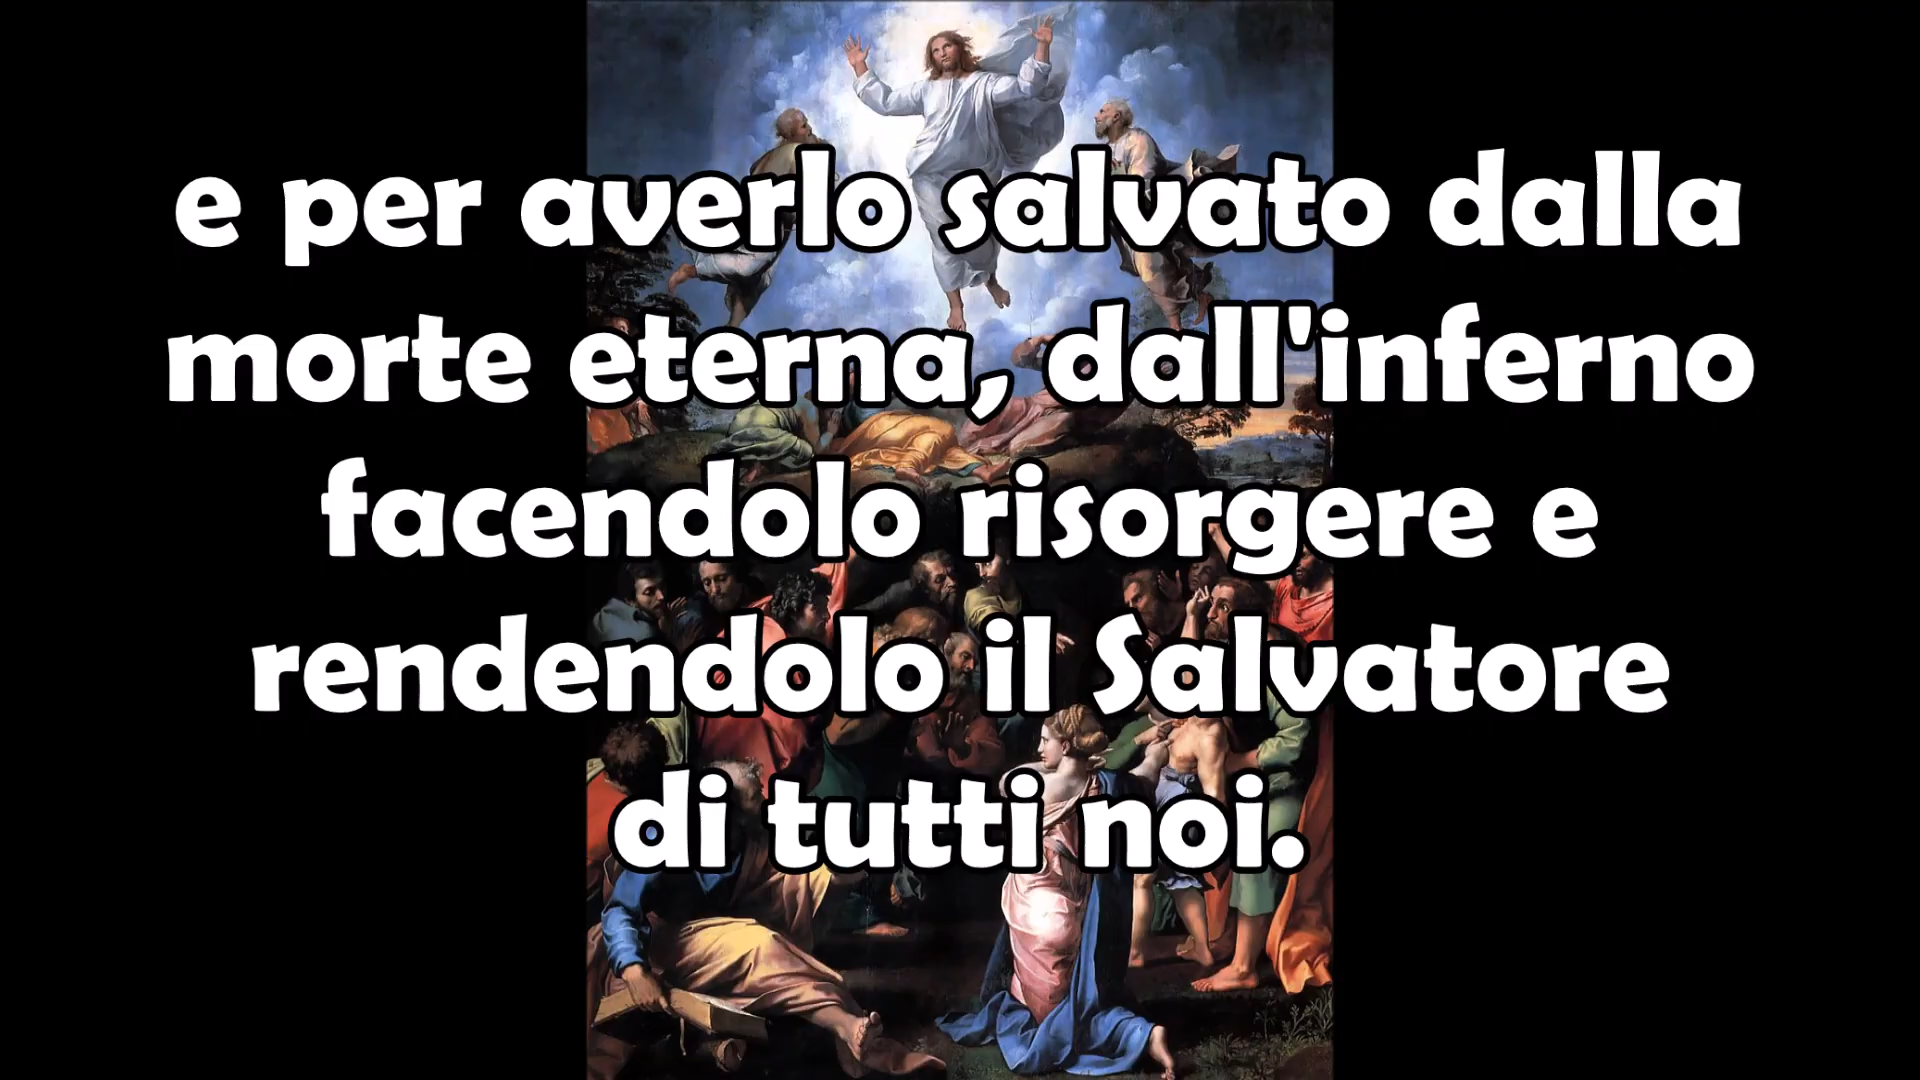 e per averlo salvato dalla
morte eterna, dall'inferno
facendolo risorgere e
rendendolo il Salvatore
di tutti noi.